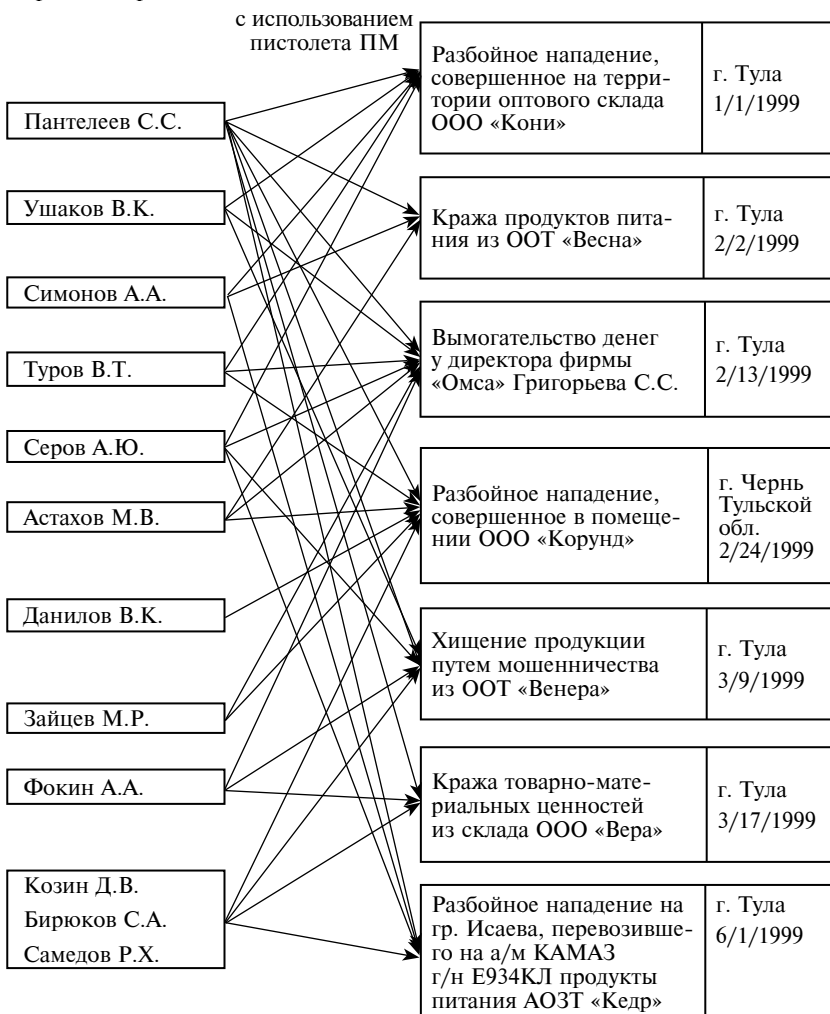 с использованием
пистолета ПМ
Пантелеев С.С.
Ушаков В.К.
Симонов А.А.
Туров В.Т.
Серов А.Ю.
Астахов М.В.
Данилов В.К.
Зайцев М.Р.
Фокин А.А.
Козин Д.В.
Бирюков С.А.
Самедов Р.Х.
Разбойное нападение,
совершенное на терри-
тории оптового склада
ООО «Кони»
г. Тула
1/1/1999
Кража продуктов пита-
ния из ООТ «Весна»
г. Тула
2/2/1999
Вымогательство денег
у директора фирмы
«Омса» Григорьева С.С.
г. Тула
2/13/1999
Разбойное нападение,
совершенное в помеще-
нии ООО «Корунд»
г. Чернь
Тульской
обл.
2/24/1999
Хищение продукции
путем мошенничества
из ООТ «Венера»
г. Тула
3/9/1999
Кража товарно-мате-
риальных ценностей
из склада ООО «Вера»
г. Тула
3/17/1999
Разбойное нападение на
гр. Исаева, перевозивше-
го на а/м КАМАЗ
г/н Е934КЛ продукты
питания АОЗТ «Кедр»
г. Тула
6/1/1999